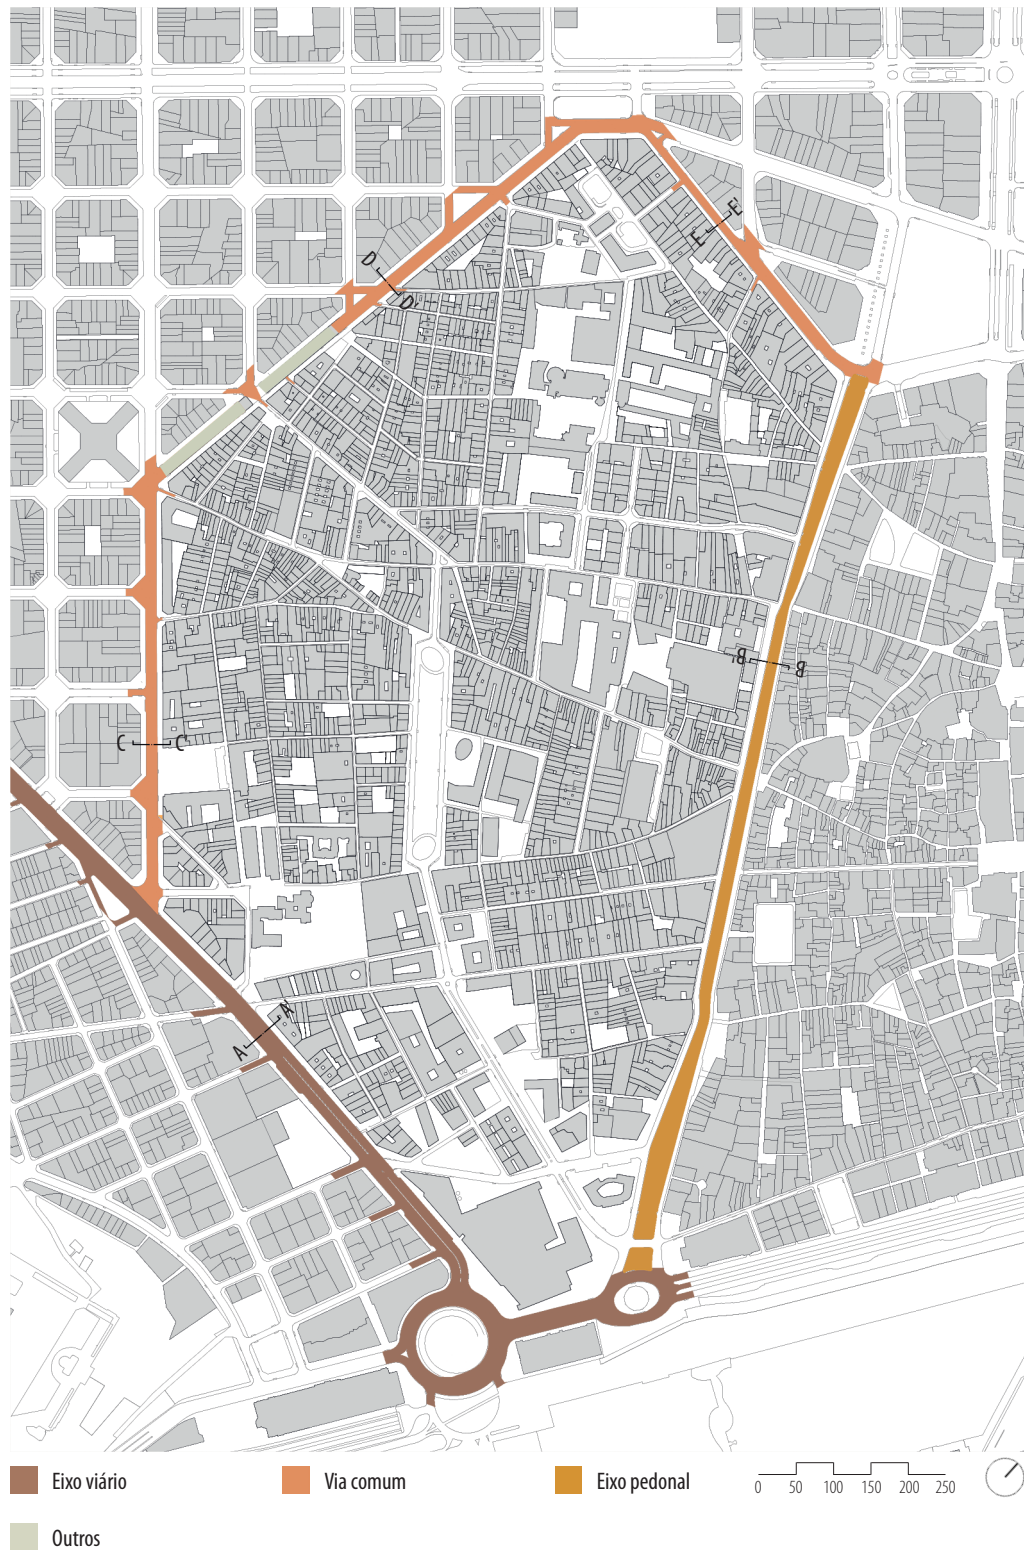 E E'
D D'
B' B
C C'
A A'
Eixo viário
Via comum
Eixo pedonal
0 50 100 150 200 250
Outros